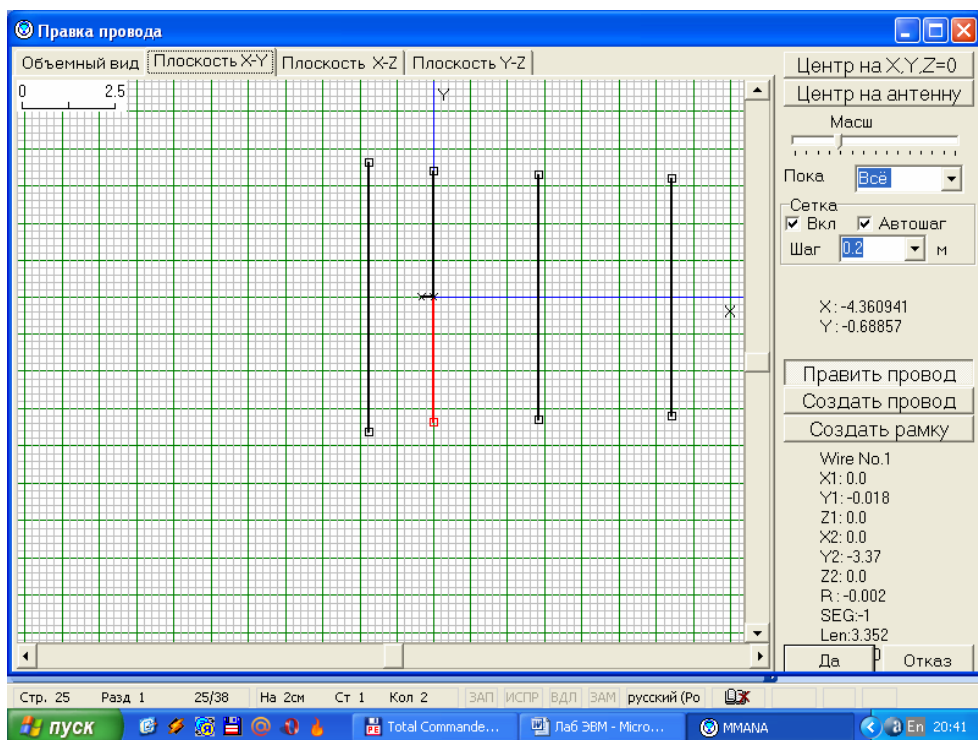 Правка провода
Объемный вид Плоскость X-Y Плоскость X-Z Плоскость Y-Z
0 2.5
Y
X
Центр на X,Y,Z=0
Центр на антенну
Масш
Пока Всё
Сетка
Вкл Автошаг
Шаг 0.2 м
X:-4.360941
Y:-0.68857
Править провод
Создать провод
Создать рамку
Wire No.1
X1: 0.0
Y1: -0.018
Z1: 0.0
X2: 0.0
Y2: -3.37
Z2: 0.0
R.:-0.002
SEG:-1
Len:3.352
Да Отказ
Стр. 25 Разд 1 25/38 На 2см Ст 1 Кол 2 ЗАП ИСПР ВДЛ ЗАМ русский (Ро
пуск Total Commande... Лаб ЭВМ - Micro... MMANA En 20:41